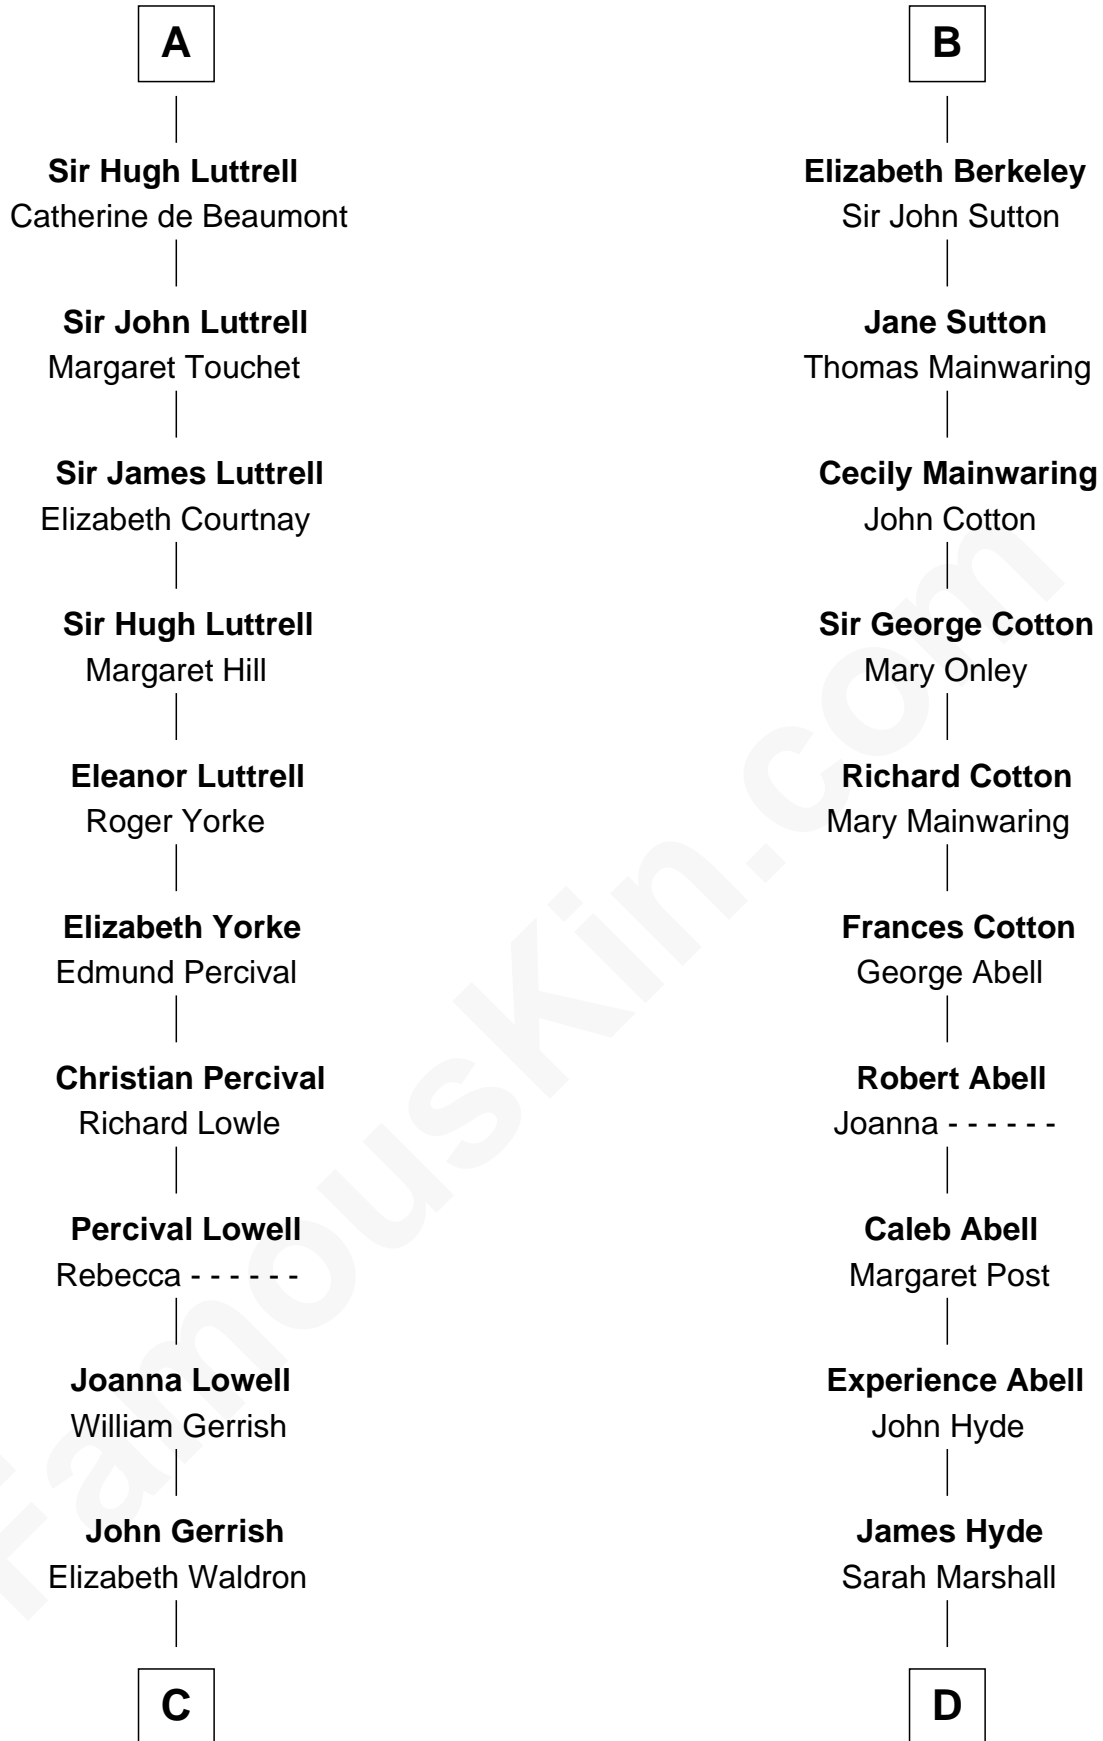 A
Sir Hugh Luttrell
Catherine de Beaumont
Sir John Luttrell
Margaret Touchet
Sir James Luttrell
Elizabeth Courtnay
Sir Hugh Luttrell
Margaret Hill
Eleanor Luttrell
Roger Yorke
Elizabeth Yorke
Edmund Percival
Christian Percival
Richard Lowle
Percival Lowell
Rebecca - - - - - -
Joanna Lowell
William Gerrish
John Gerrish
Elizabeth Waldron
C
B
Elizabeth Berkeley
Sir John Sutton
Jane Sutton
Thomas Mainwaring
Cecily Mainwaring
John Cotton
Sir George Cotton
Mary Onley
Richard Cotton
Mary Mainwaring
Frances Cotton
George Abell
Robert Abell
Joanna - - - - - -
Caleb Abell
Margaret Post
Experience Abell
John Hyde
James Hyde
Sarah Marshall
D
FamousKin.com